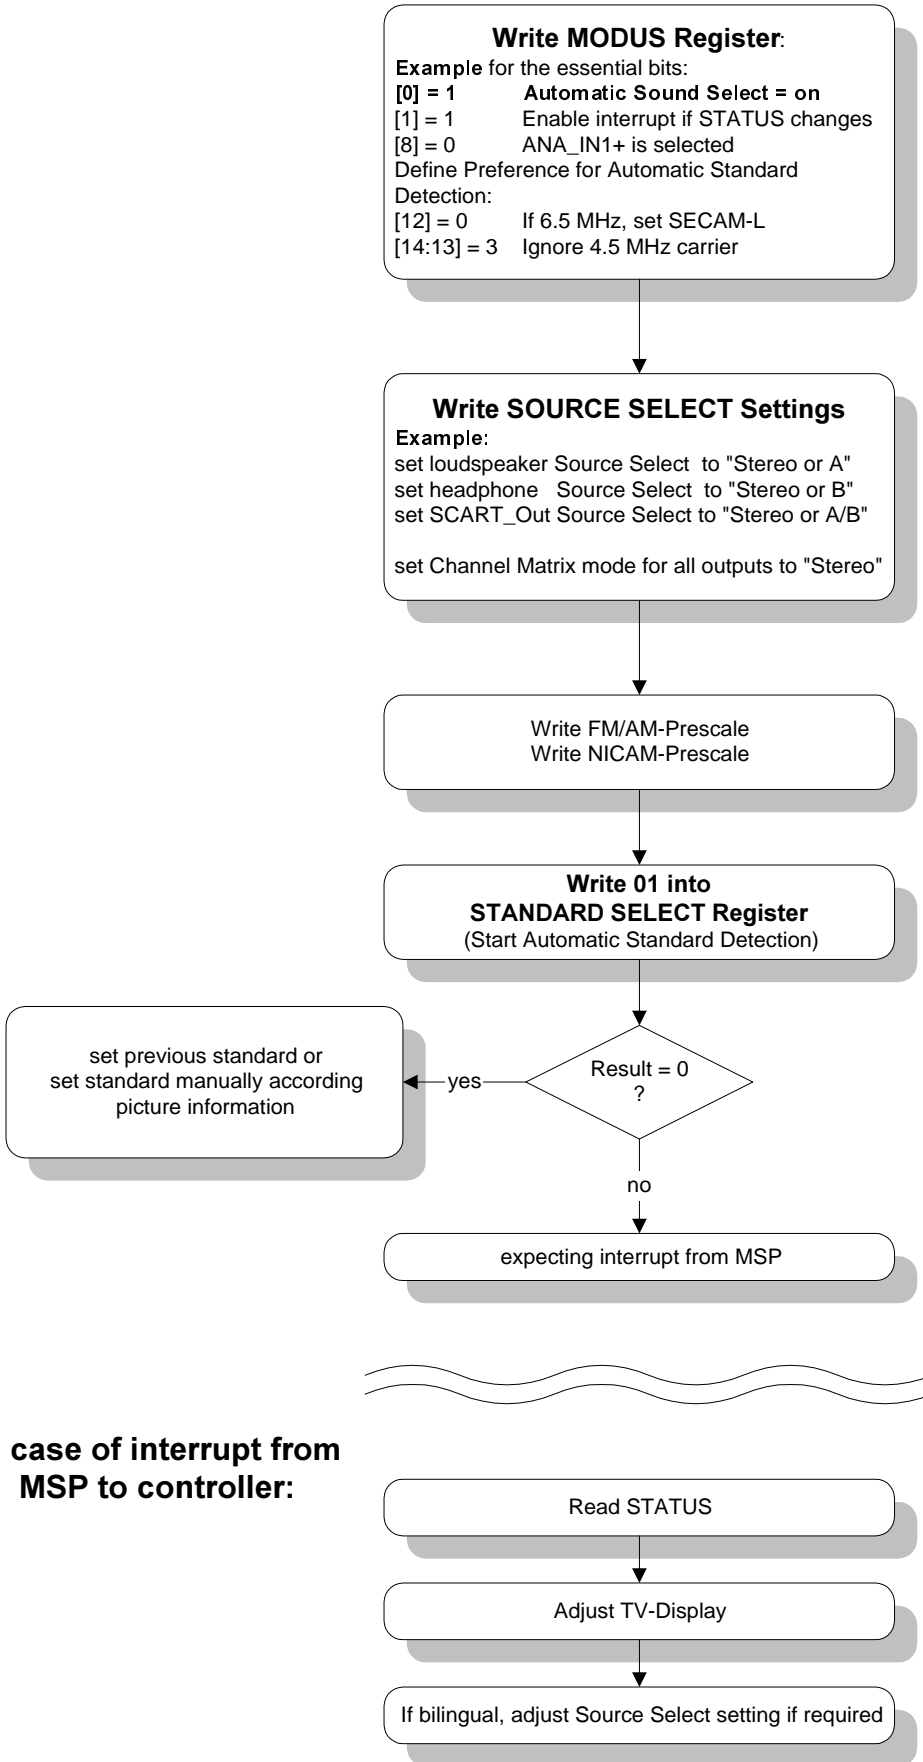 Write MODUS Register:
Example for the essential bits:
[0] = 1 Automatic Sound Select = on
[1] = 1 Enable interrupt if STATUS changes
[8] = 0 ANA_IN1+ is selected
Define Preference for Automatic Standard
Detection:
[12] = 0 If 6.5 MHz, set SECAM-L
[14:13] = 3 Ignore 4.5 MHz carrier
Write SOURCE SELECT Settings
Example:
set loudspeaker Source Select to "Stereo or A"
set headphone Source Select to "Stereo or B"
set SCART_Out Source Select to "Stereo or A/B"
set Channel Matrix mode for all outputs to "Stereo"
Write FM/AM-Prescale
Write NICAM-Prescale
Write 01 into
STANDARD SELECT Register
(Start Automatic Standard Detection)
set previous standard or
set standard manually according
picture information
yes
Result = 0
?
no
expecting interrupt from MSP
case of interrupt from
MSP to controller:
Read STATUS
Adjust TV-Display
If bilingual, adjust Source Select setting if required